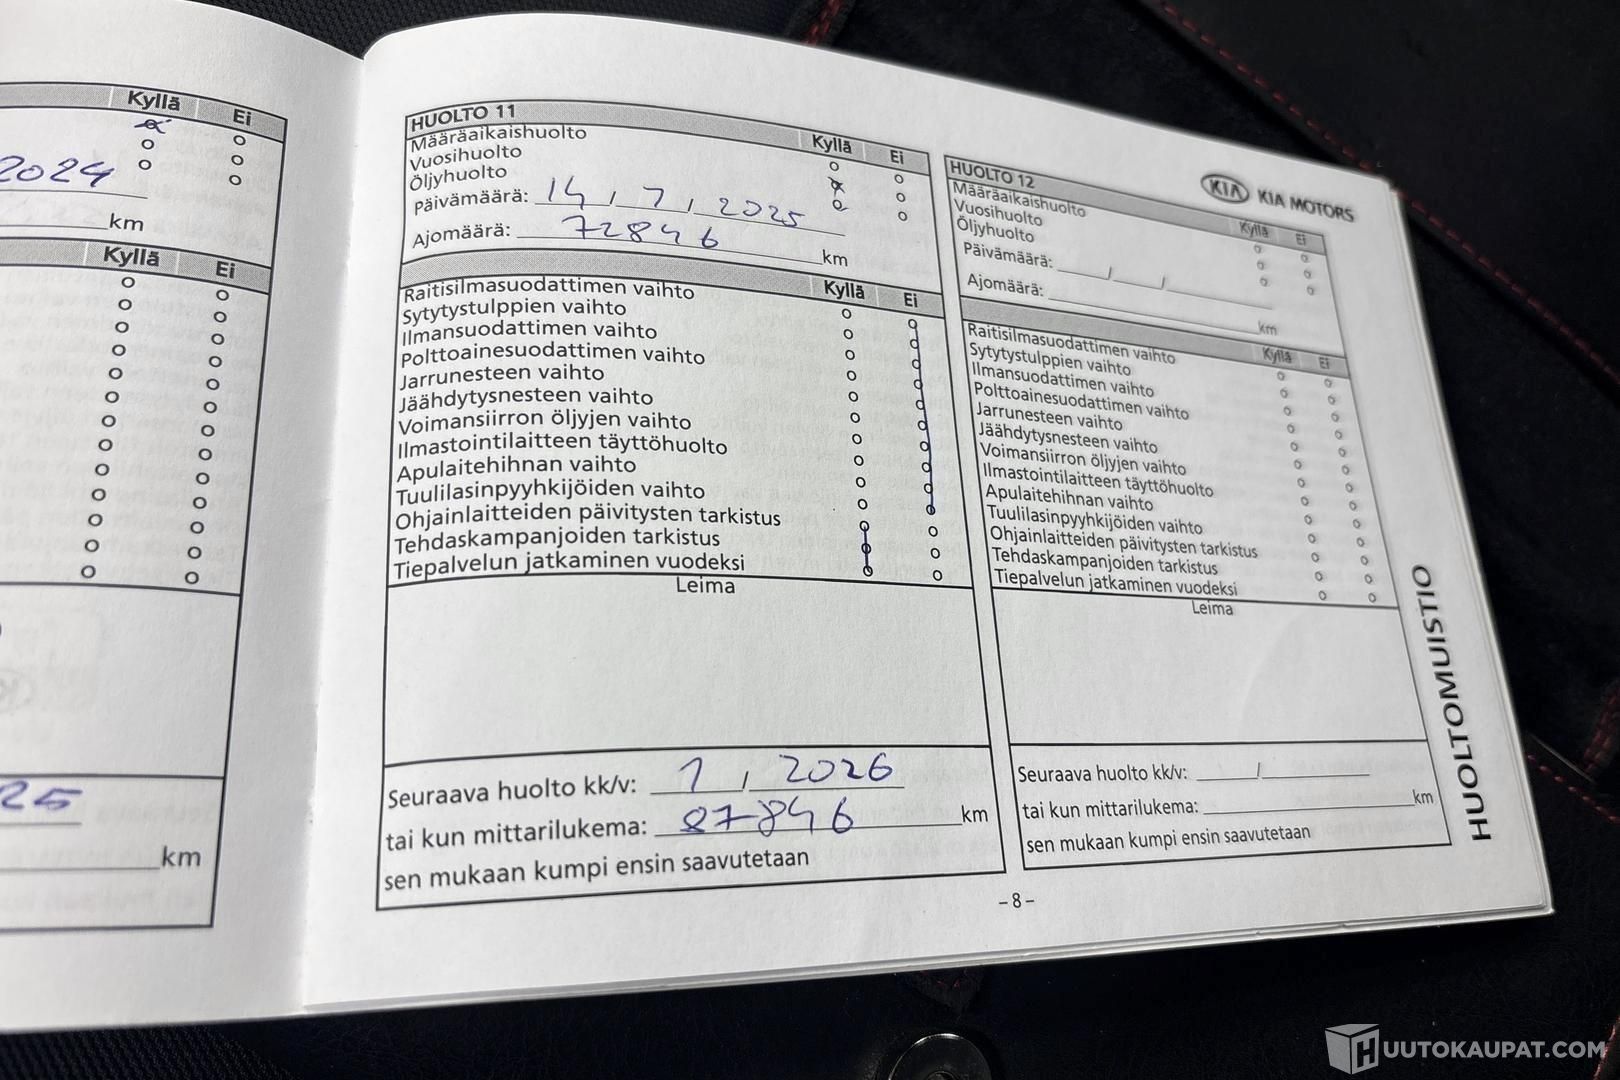 Kyllä Ei
2024
km
Kyllä Ei
25
km
HUOLTO 11
Kyllä Ei
Määräaikaishuolto
Vuosihuolto
Öljyhuolto
Päivämäärä: 14 / 7 / 2025
Ajomäärä: 72846 km
Kyllä Ei
Raitisilmasuodattimen vaihto
Sytytystulppien vaihto
Ilmansuodattimen vaihto
Polttoainesuodattimen vaihto
Jarrunesteen vaihto
Jäähdytysnesteen vaihto
Voimansiirron öljyjen vaihto
Ilmastointilaitteen täyttöhuolto
Apulaitehihnan vaihto
Tuulilasinpyyhkijöiden vaihto
Ohjainlaitteiden päivitysten tarkistus
Tehdaskampanjoiden tarkistus
Tiepalvelun jatkaminen vuodeksi
Leima
Seuraava huolto kk/v: 1 / 2026
tai kun mittarilukema: 87846 km
sen mukaan kumpi ensin saavutetaan
KIA KIA MOTORS
HUOLTO 12
Kyllä Ei
Määräaikaishuolto
Vuosihuolto
Öljyhuolto
Päivämäärä: / /
Ajomäärä: km
Kyllä Ei
Raitisilmasuodattimen vaihto
Sytytystulppien vaihto
Ilmansuodattimen vaihto
Polttoainesuodattimen vaihto
Jarrunesteen vaihto
Jäähdytysnesteen vaihto
Voimansiirron öljyjen vaihto
Ilmastointilaitteen täyttöhuolto
Apulaitehihnan vaihto
Tuulilasinpyyhkijöiden vaihto
Ohjainlaitteiden päivitysten tarkistus
Tehdaskampanjoiden tarkistus
Tiepalvelun jatkaminen vuodeksi
Leima
Seuraava huolto kk/v: /
tai kun mittarilukema: km
sen mukaan kumpi ensin saavutetaan
HUOLTOMUISTIO
– 8 –
HUUTOKAUPAT.COM